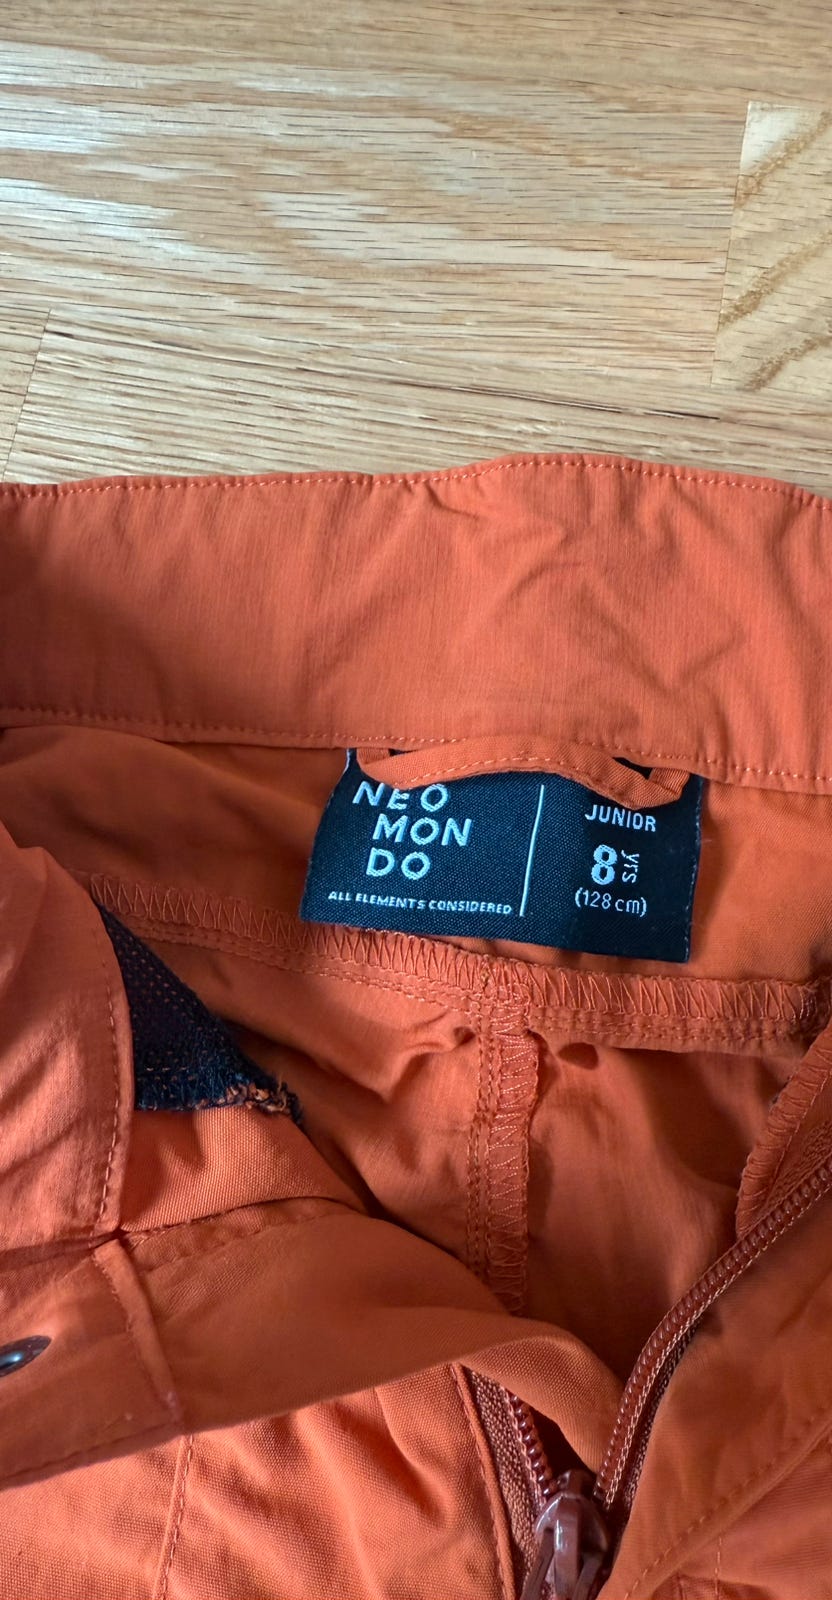 NEO
MON
DO
ALL ELEMENTS CONSIDERED
JUNIOR
8 yrs
(128 cm)